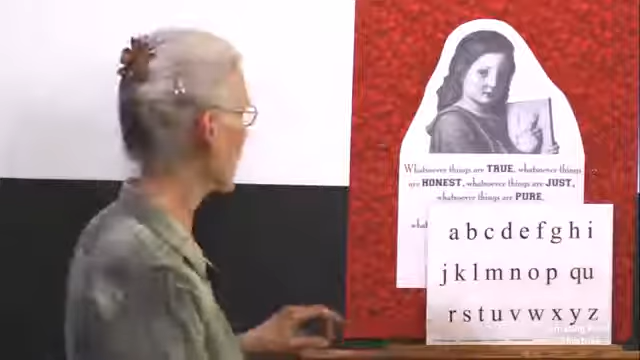 Whatsoever things are TRUE, whatsoever things
are HONEST, whatsoever things are JUST,
whatsoever things are PURE,
a b c d e f g h i
j k l m n o p qu
r s t u v w x y z